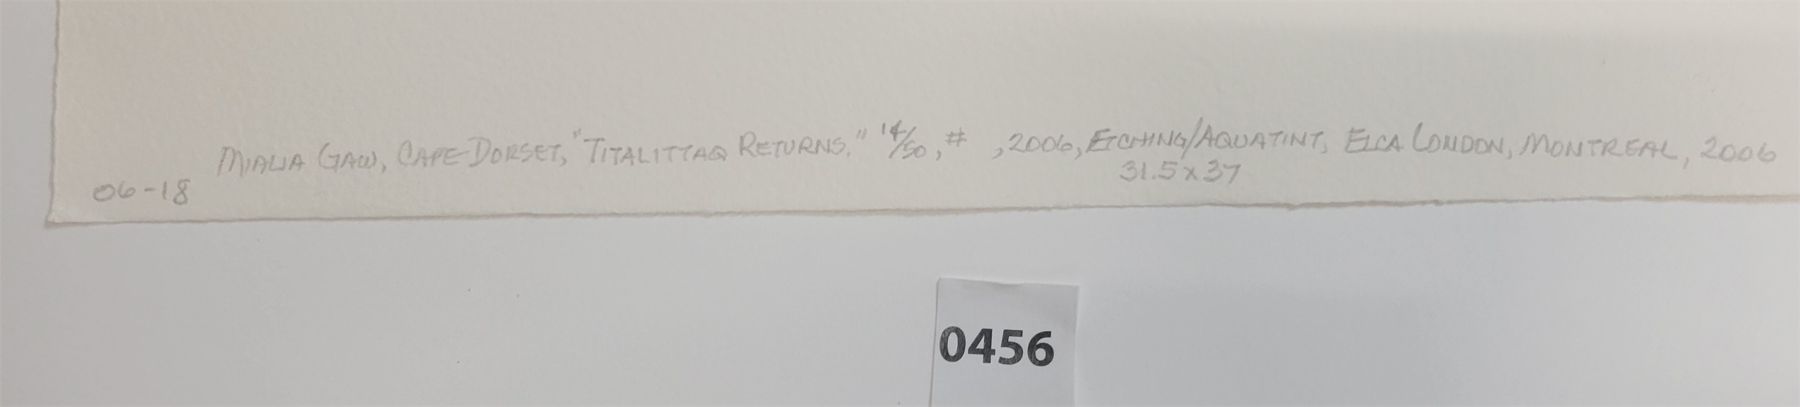 MIALIA GAW, CAPE DORSET, "TITALITTAQ RETURNS," 14/50, # , 2006, ETCHING/AQUATINT, ELCA LONDON, MONTREAL, 2006
31.5 x 37
06-18
0456